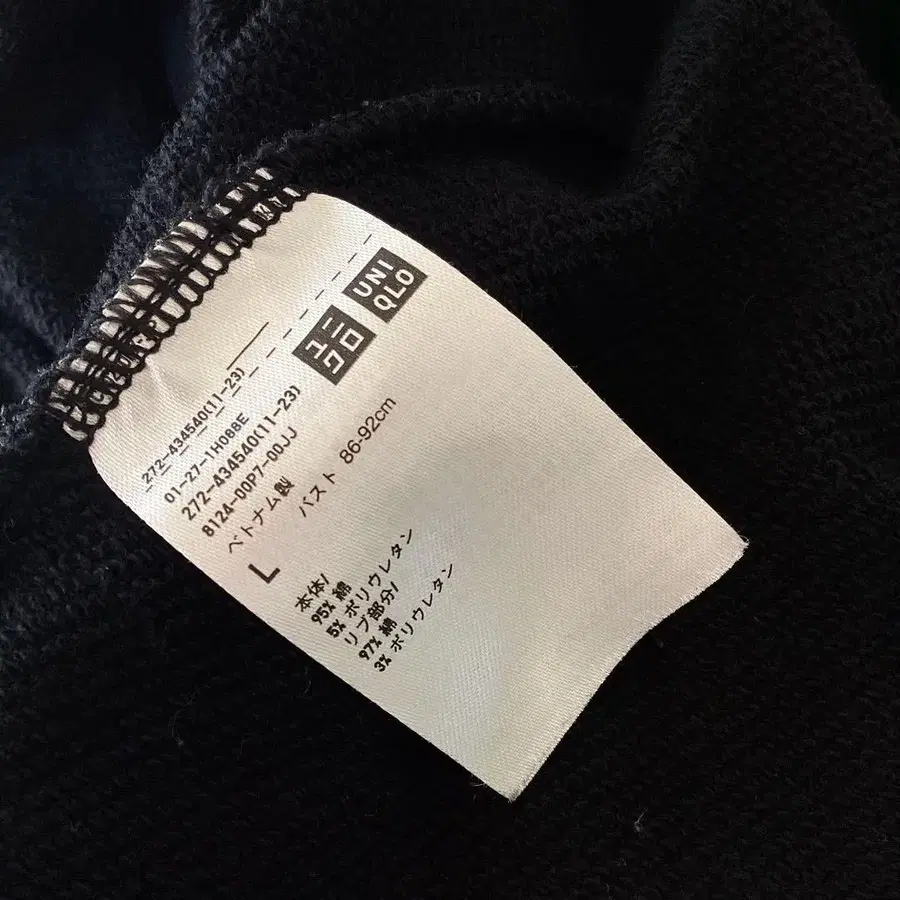 ユニ
クロ
UNI
QLO
272-434540(11-23)
01-27-1H088E
272-434540(11-23)
8124-00P7-00JJ
ベトナム製
L バスト 86-92cm
本体/
95% 綿
5% ポリウレタン
リブ部分/
97% 綿
3% ポリウレタン